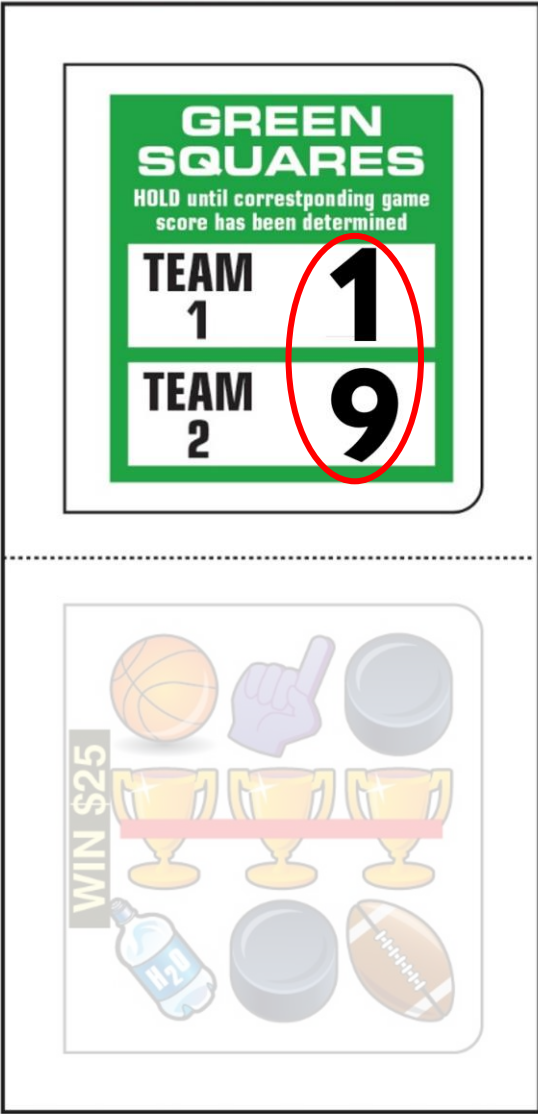 GREEN
SQUARES
HOLD until correstponding game
score has been determined
TEAM
1
1
TEAM
2
9
WIN $25
H2O